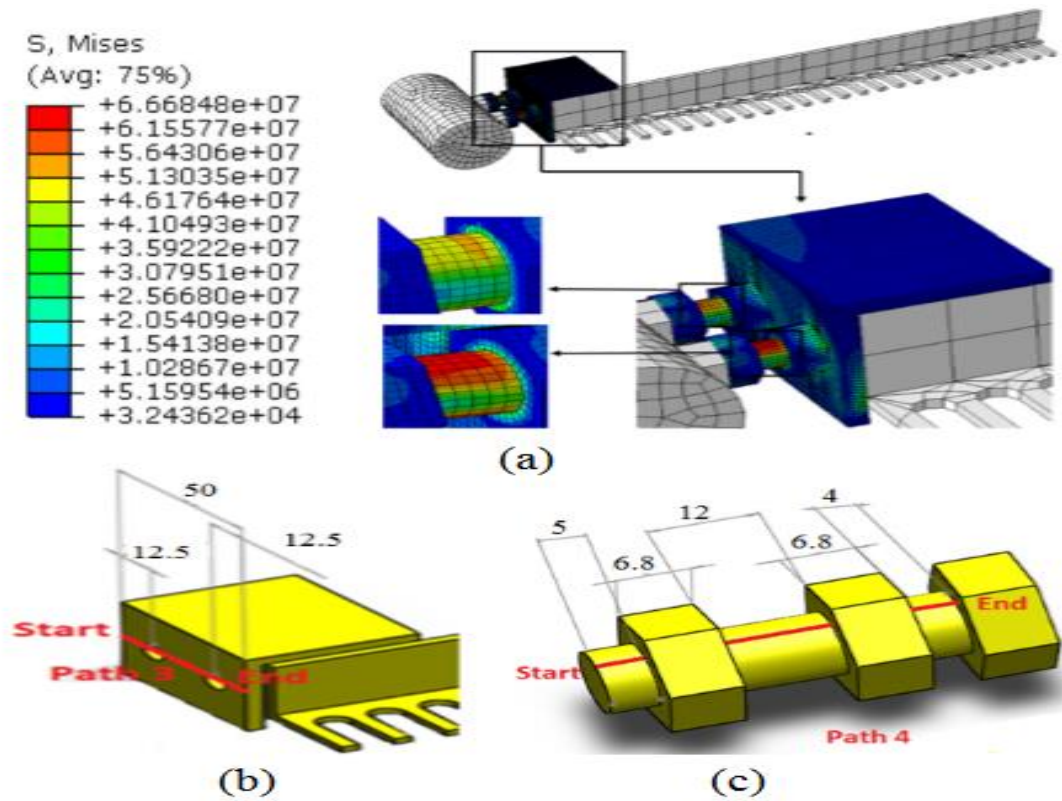 S, Mises
(Avg: 75%)
+6.66848e+07
+6.15577e+07
+5.64306e+07
+5.13035e+07
+4.61764e+07
+4.10493e+07
+3.59222e+07
+3.07951e+07
+2.56680e+07
+2.05409e+07
+1.54138e+07
+1.02867e+07
+5.15954e+06
+3.24362e+04
(a)
50
12.5
12.5
Start
Path 3
End
(b)
5
12
4
6.8
6.8
End
Start
Path 4
(c)